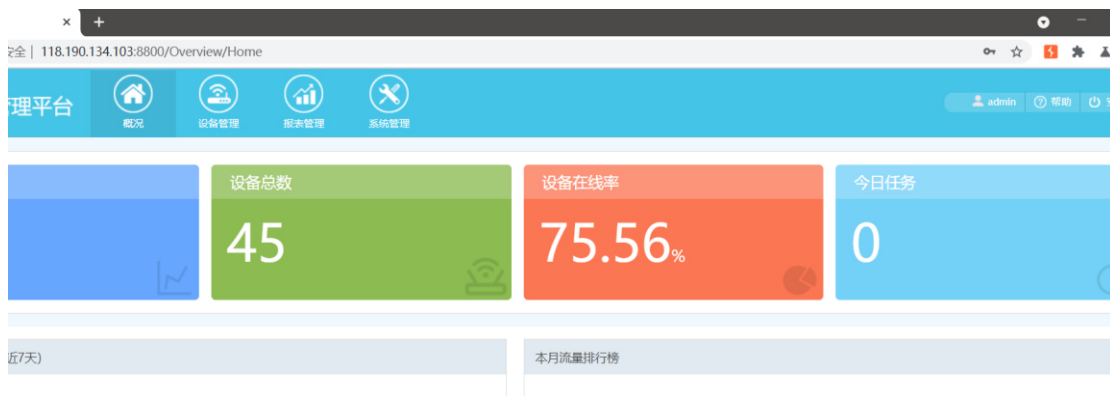 安全 | 118.190.134.103:8800/Overview/Home
管理平台
概况
设备管理
报表管理
系统管理
admin
帮助
设备总数
设备在线率
今日任务
45
75.56%
0
近7天)
本月流量排行榜